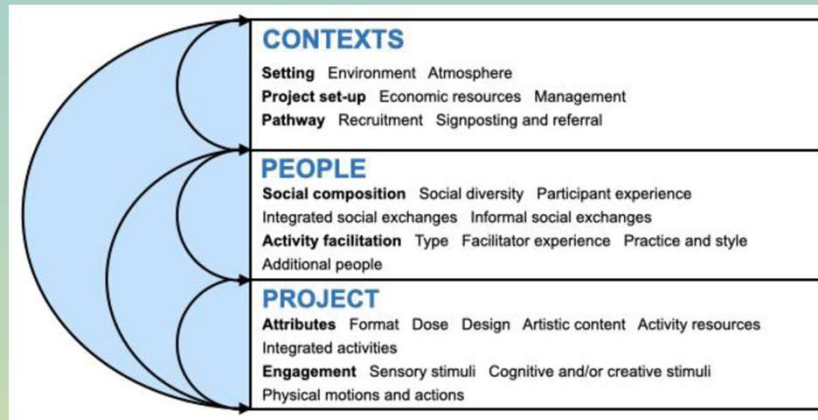 CONTEXTS
Setting Environment Atmosphere
Project set-up Economic resources Management
Pathway Recruitment Signposting and referral
PEOPLE
Social composition Social diversity Participant experience
Integrated social exchanges Informal social exchanges
Activity facilitation Type Facilitator experience Practice and style
Additional people
PROJECT
Attributes Format Dose Design Artistic content Activity resources
Integrated activities
Engagement Sensory stimuli Cognitive and/or creative stimuli
Physical motions and actions